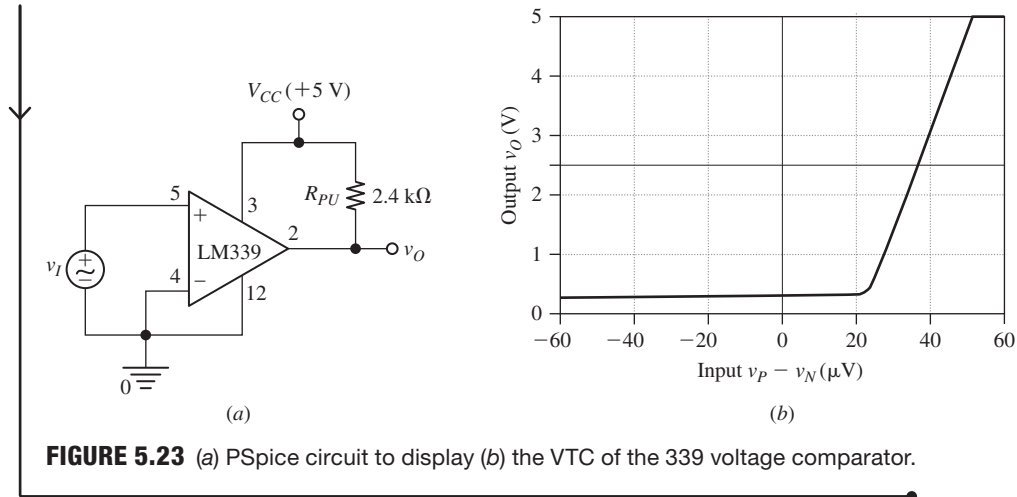 V_CC (+5 V)
R_PU
2.4 kΩ
5
+
3
LM339
2
v_O
v_I
+
−
4
−
12
0
(a)
5
4
3
2
1
0
Output v_O (V)
−60
−40
−20
0
20
40
60
Input v_P − v_N (μV)
(b)
FIGURE 5.23 (a) PSpice circuit to display (b) the VTC of the 339 voltage comparator.